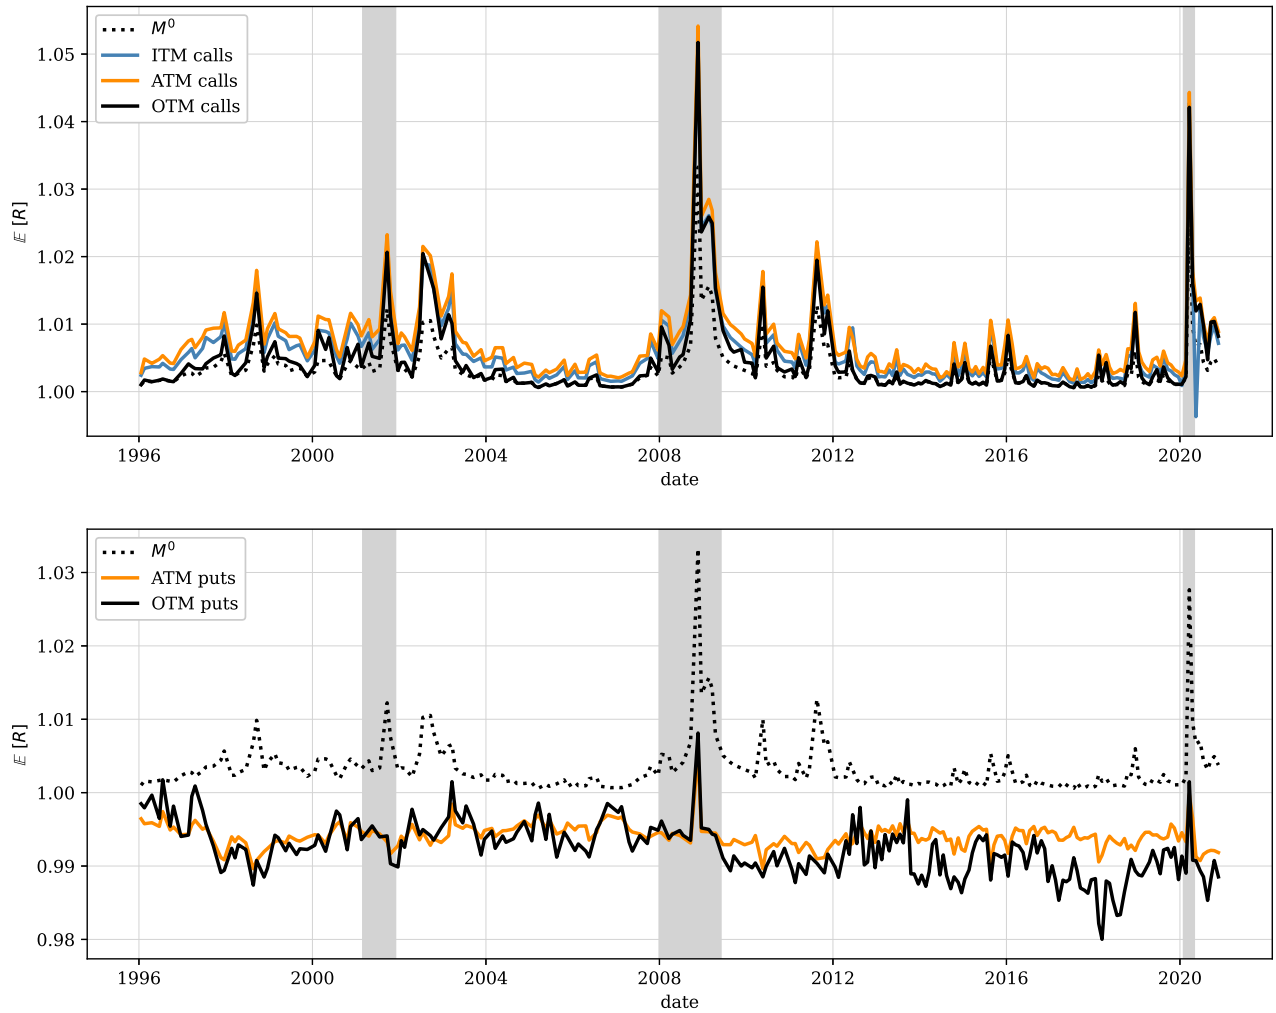 M⁰
ITM calls
ATM calls
OTM calls
1.05
1.04
1.03
1.02
1.01
1.00
𝔼 [R]
1996 2000 2004 2008 2012 2016 2020
date
M⁰
ATM puts
OTM puts
1.03
1.02
1.01
1.00
0.99
0.98
𝔼 [R]
1996 2000 2004 2008 2012 2016 2020
date